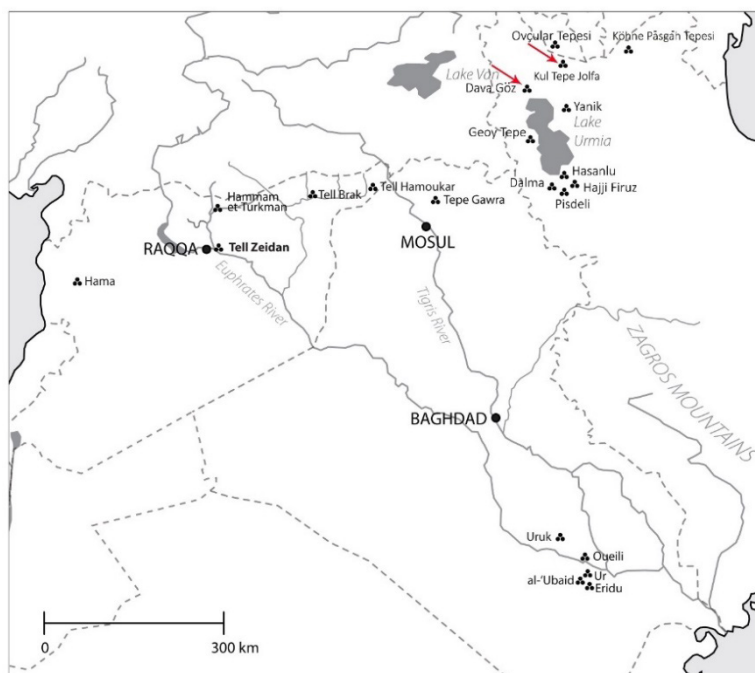 Ovçular Tepesi
Köhne Påsgån Tepesi
Kul Tepe Jolfa
Lake Van
Dava Göz
Yanik
Lake
Urmia
Geoy Tepe
Hasanlu
Dalma
Hajji Firuz
Pisdeli
Tell Hamoukar
Tell Brak
Tepe Gawra
Hammam
et-Turkman
MOSUL
RAQQA
Tell Zeidan
Hama
Euphrates River
Tigris River
ZAGROS MOUNTAINS
BAGHDAD
Uruk
Oueili
Ur
al-'Ubaid
Eridu
0
300 km